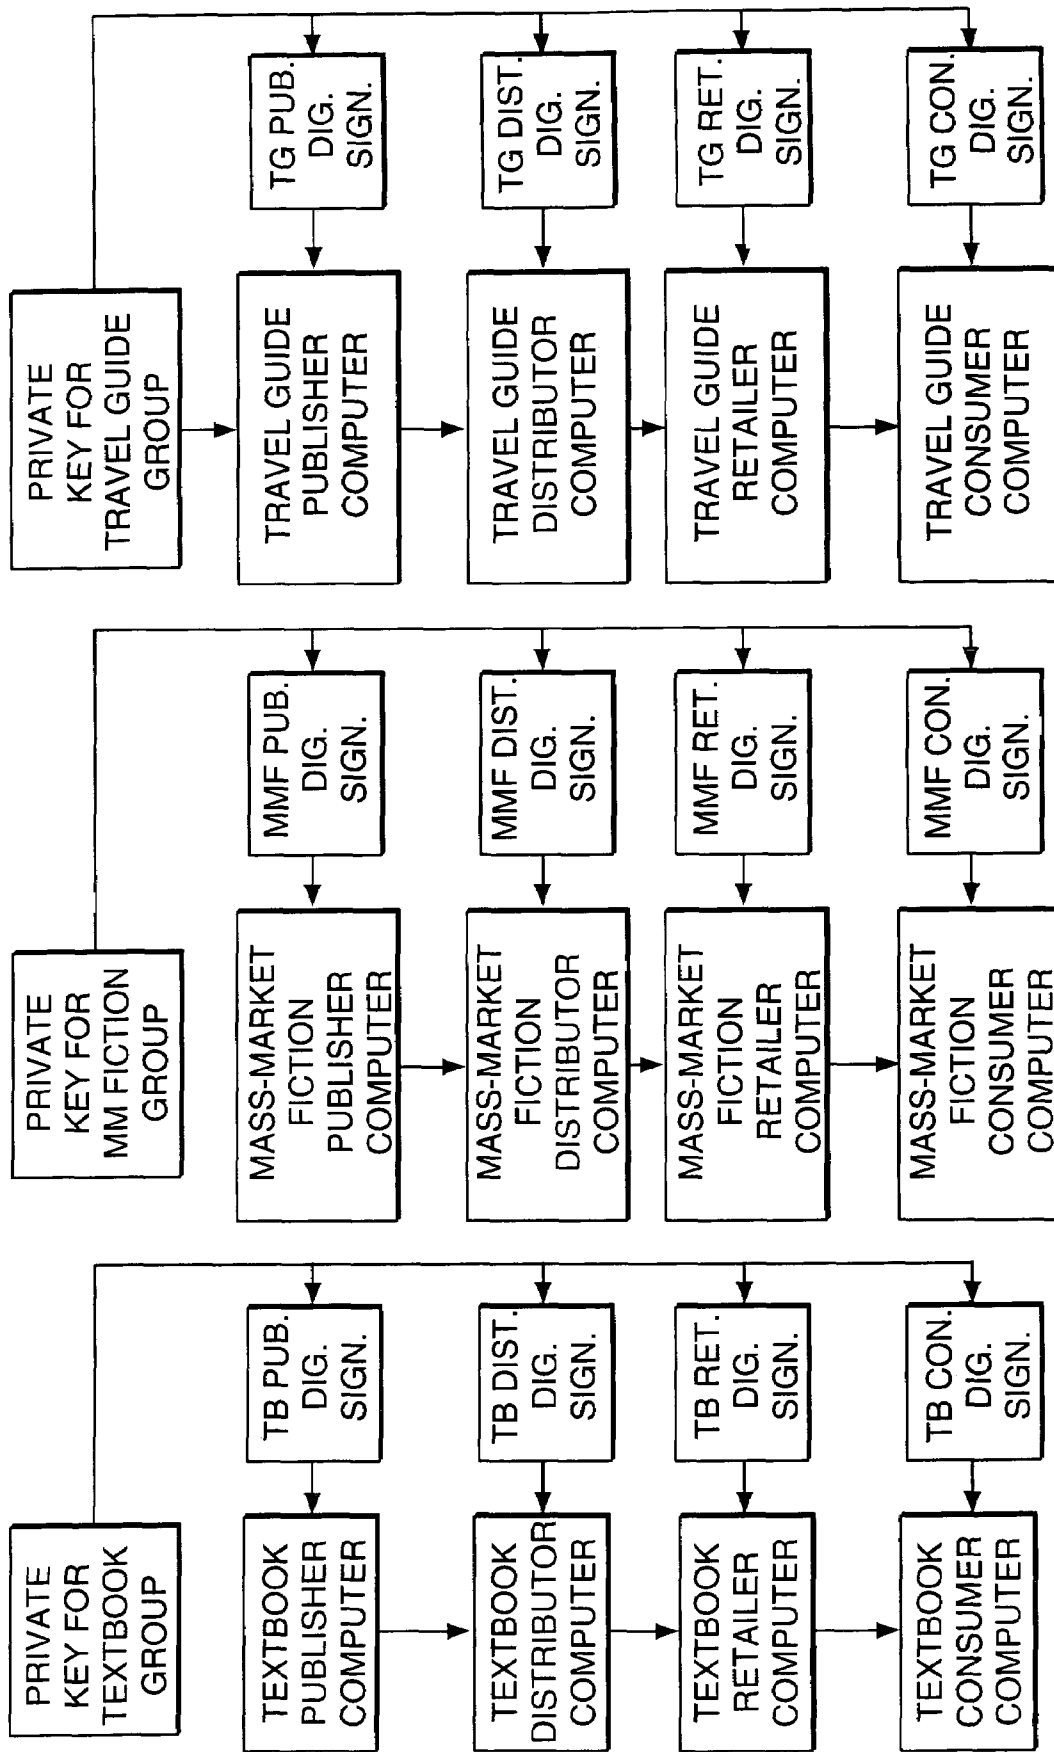 PRIVATE
KEY FOR
TEXTBOOK
GROUP
TEXTBOOK
PUBLISHER
COMPUTER
TB PUB.
DIG.
SIGN.
TEXTBOOK
DISTRIBUTOR
COMPUTER
TB DIST.
DIG.
SIGN.
TEXTBOOK
RETAILER
COMPUTER
TB RET.
DIG.
SIGN.
TEXTBOOK
CONSUMER
COMPUTER
TB CON.
DIG.
SIGN.
PRIVATE
KEY FOR
MM FICTION
GROUP
MASS-MARKET
FICTION
PUBLISHER
COMPUTER
MMF PUB.
DIG.
SIGN.
MASS-MARKET
FICTION
DISTRIBUTOR
COMPUTER
MMF DIST.
DIG.
SIGN.
MASS-MARKET
FICTION
RETAILER
COMPUTER
MMF RET.
DIG.
SIGN.
MASS-MARKET
FICTION
CONSUMER
COMPUTER
MMF CON.
DIG.
SIGN.
PRIVATE
KEY FOR
TRAVEL GUIDE
GROUP
TRAVEL GUIDE
PUBLISHER
COMPUTER
TG PUB.
DIG.
SIGN.
TRAVEL GUIDE
DISTRIBUTOR
COMPUTER
TG DIST.
DIG.
SIGN.
TRAVEL GUIDE
RETAILER
COMPUTER
TG RET.
DIG.
SIGN.
TRAVEL GUIDE
CONSUMER
COMPUTER
TG CON.
DIG.
SIGN.